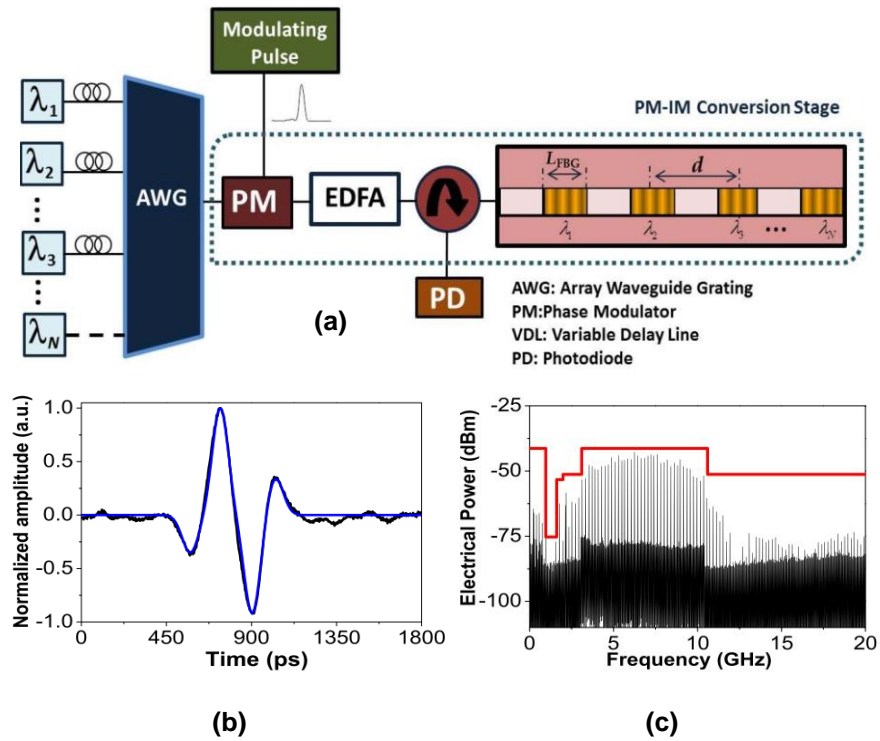 Modulating
Pulse
PM-IM Conversion Stage
λ1
λ2
λ3
λN
AWG
PM
EDFA
LFBG
d
λ1
λ2
λ3
...
λN
PD
(a)
AWG: Array Waveguide Grating
PM:Phase Modulator
VDL: Variable Delay Line
PD: Photodiode
Normalized amplitude (a.u.)
1.0
0.5
0.0
-0.5
-1.0
0
450
900
1350
1800
Time (ps)
(b)
Electrical Power (dBm)
-25
-50
-75
-100
0
5
10
15
20
Frequency (GHz)
(c)